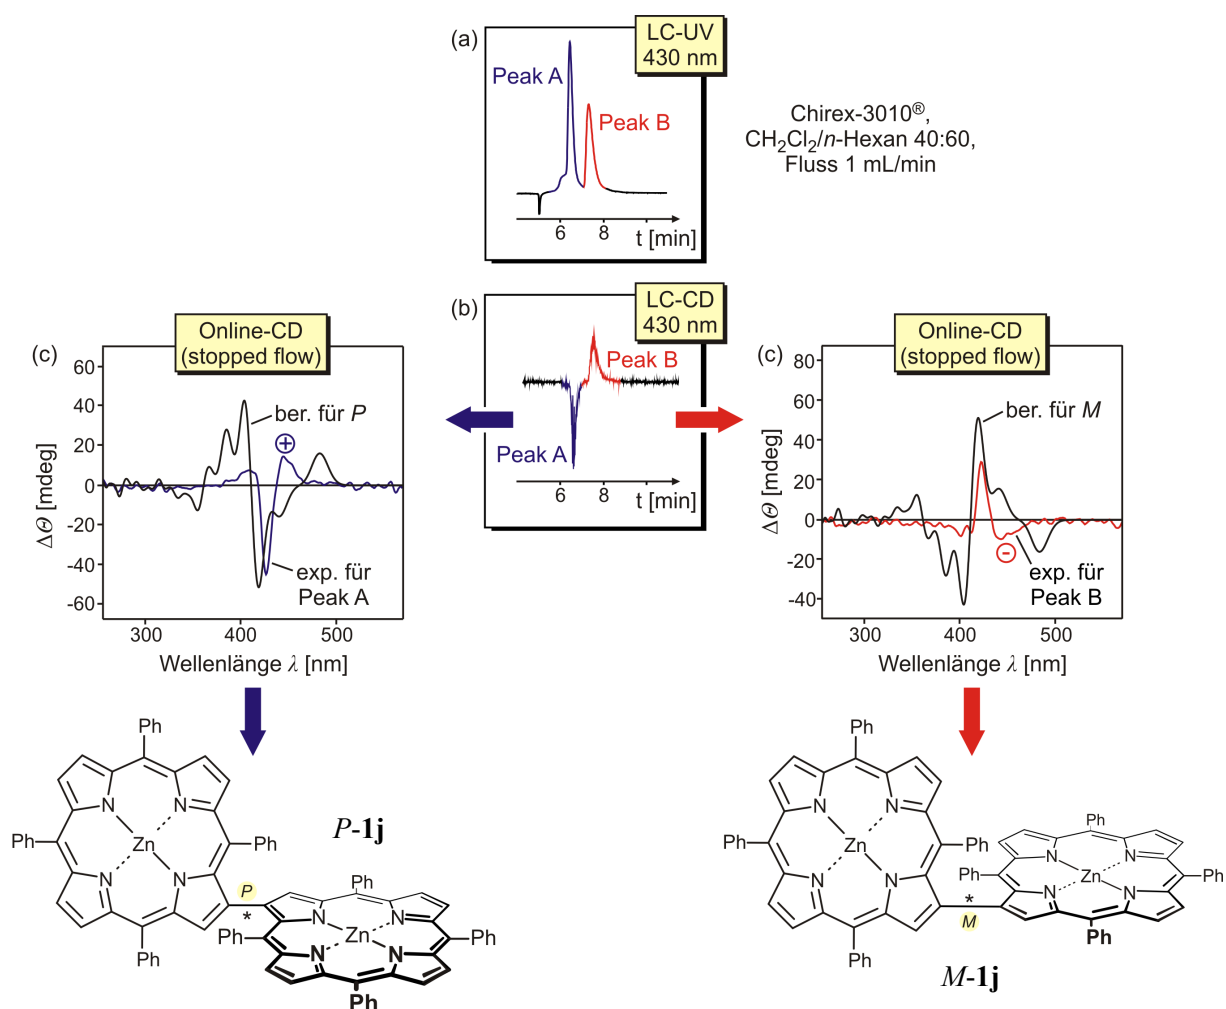 (a)
LC-UV
430 nm
Peak A
Peak B
6
8
t [min]
Chirex-3010®,
CH₂Cl₂/n-Hexan 40:60,
Fluss 1 mL/min
(b)
LC-CD
430 nm
Peak B
Peak A
6
8
t [min]
(c)
Online-CD
(stopped flow)
60
40
20
0
-20
-40
-60
ΔΘ [mdeg]
ber. für P
+
exp. für
Peak A
300
400
500
Wellenlänge λ [nm]
(c)
Online-CD
(stopped flow)
80
60
40
20
0
-20
-40
ΔΘ [mdeg]
ber. für M
-
exp. für
Peak B
300
400
500
Wellenlänge λ [nm]
Ph
N
N
Ph
Zn
Ph
N
N
Ph
P
*
Ph
N
N
Ph
Zn
Ph
N
N
Ph
P-1j
Ph
N
N
Ph
Zn
Ph
N
N
Ph
*
M
Ph
N
N
Ph
Zn
Ph
N
N
Ph
M-1j